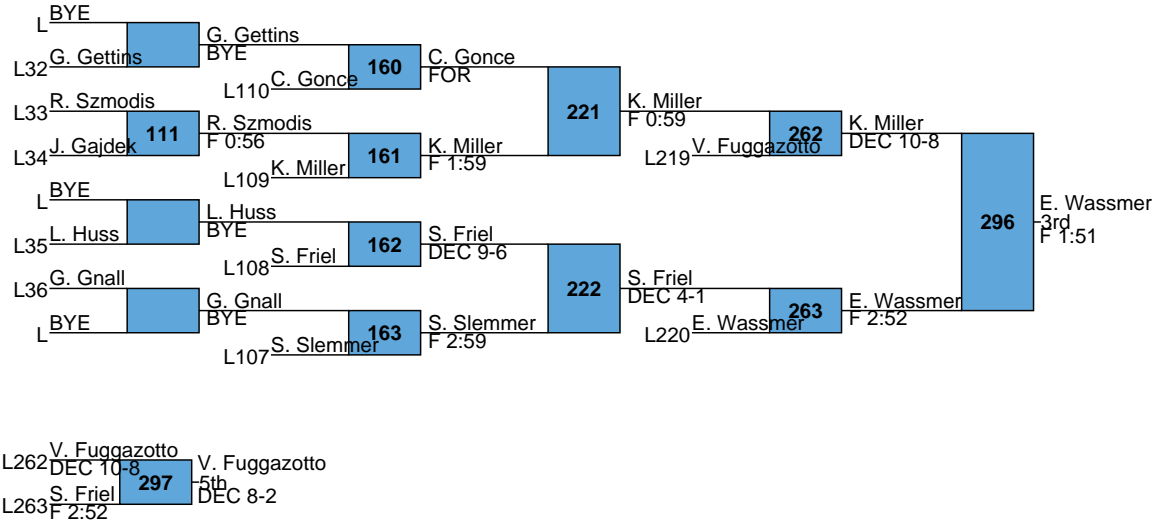 BYE
L
G. Gettins
BYE
L32 G. Gettins
160
C. Gonce
FOR
L110 C. Gonce
221
K. Miller
F 0:59
L33 R. Szmodis
111
R. Szmodis
F 0:56
L34 J. Gajdek
161
K. Miller
F 1:59
L109 K. Miller
262
K. Miller
DEC 10-8
L219 V. Fuggazotto
BYE
L
L. Huss
BYE
L35 L. Huss
162
S. Friel
DEC 9-6
L108 S. Friel
222
S. Friel
DEC 4-1
L36 G. Gnall
G. Gnall
BYE
BYE
L
163
S. Slemmer
F 2:59
L107 S. Slemmer
263
E. Wassmer
F 2:52
L220 E. Wassmer
296
E. Wassmer
3rd
F 1:51
L262 V. Fuggazotto
DEC 10-8
297
V. Fuggazotto
5th
DEC 8-2
L263 S. Friel
F 2:52